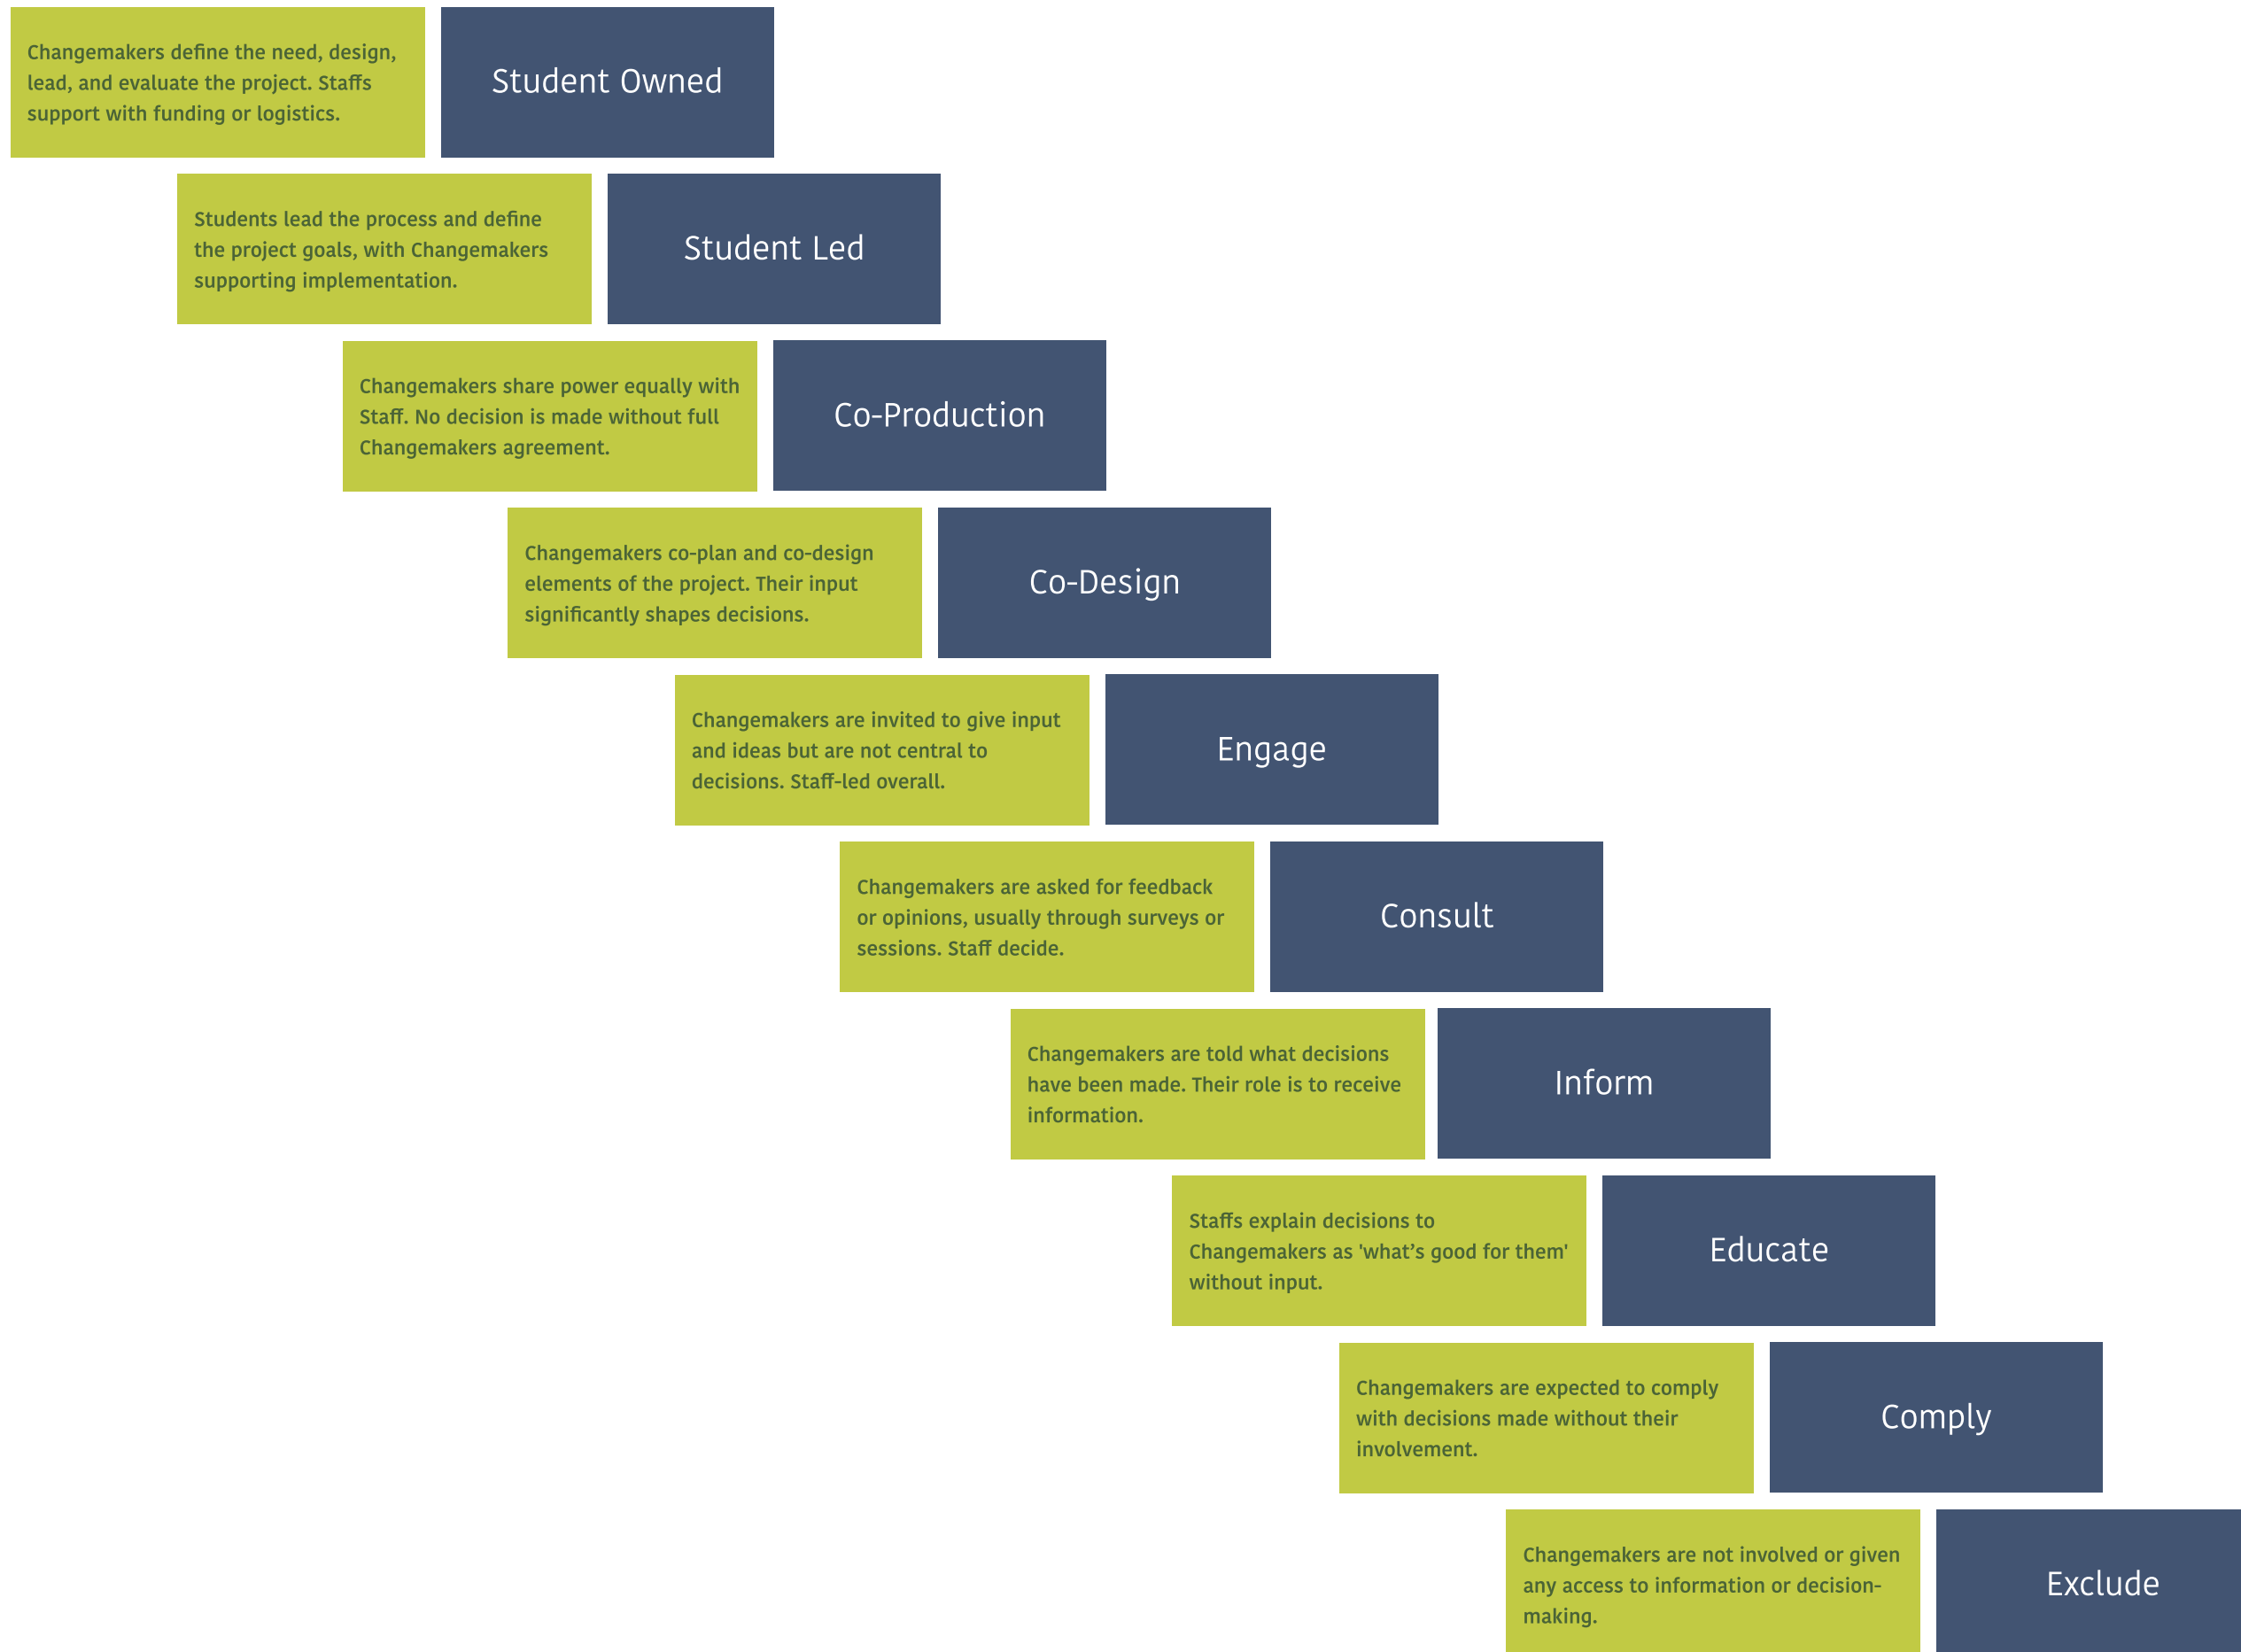 Changemakers define the need, design,
lead, and evaluate the project. Staffs
support with funding or logistics.
Student Owned
Students lead the process and define
the project goals, with Changemakers
supporting implementation.
Student Led
Changemakers share power equally with
Staff. No decision is made without full
Changemakers agreement.
Co-Production
Changemakers co-plan and co-design
elements of the project. Their input
significantly shapes decisions.
Co-Design
Changemakers are invited to give input
and ideas but are not central to
decisions. Staff-led overall.
Engage
Changemakers are asked for feedback
or opinions, usually through surveys or
sessions. Staff decide.
Consult
Changemakers are told what decisions
have been made. Their role is to receive
information.
Inform
Staffs explain decisions to
Changemakers as 'what’s good for them'
without input.
Educate
Changemakers are expected to comply
with decisions made without their
involvement.
Comply
Changemakers are not involved or given
any access to information or decision-
making.
Exclude